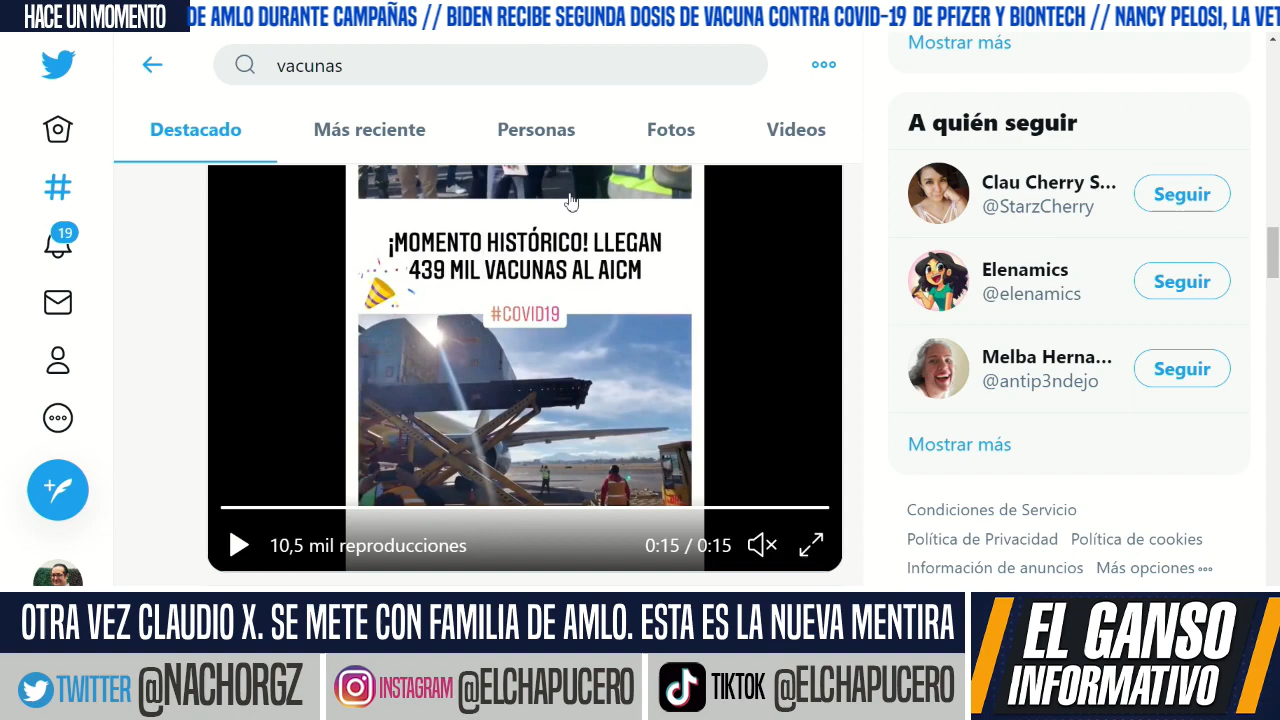 HACE UN MOMENTO
DE AMLO DURANTE CAMPAÑAS // BIDEN RECIBE SEGUNDA DOSIS DE VACUNA CONTRA COVID-19 DE PFIZER Y BIONTECH // NANCY PELOSI, LA VET
vacunas
Destacado
Más reciente
Personas
Fotos
Videos
19
¡MOMENTO HISTÓRICO! LLEGAN
439 MIL VACUNAS AL AICM
#COVID19
10,5 mil reproducciones
0:15 / 0:15
Mostrar más
A quién seguir
Clau Cherry S...
@StarzCherry
Seguir
Elenamics
@elenamics
Seguir
Melba Herna...
@antip3ndejo
Seguir
Mostrar más
Condiciones de Servicio
Política de Privacidad Política de cookies
Información de anuncios Más opciones
OTRA VEZ CLAUDIO X. SE METE CON FAMILIA DE AMLO. ESTA ES LA NUEVA MENTIRA
TWITTER @NACHORGZ
INSTAGRAM @ELCHAPUCERO
TIKTOK @ELCHAPUCERO
EL GANSO
INFORMATIVO